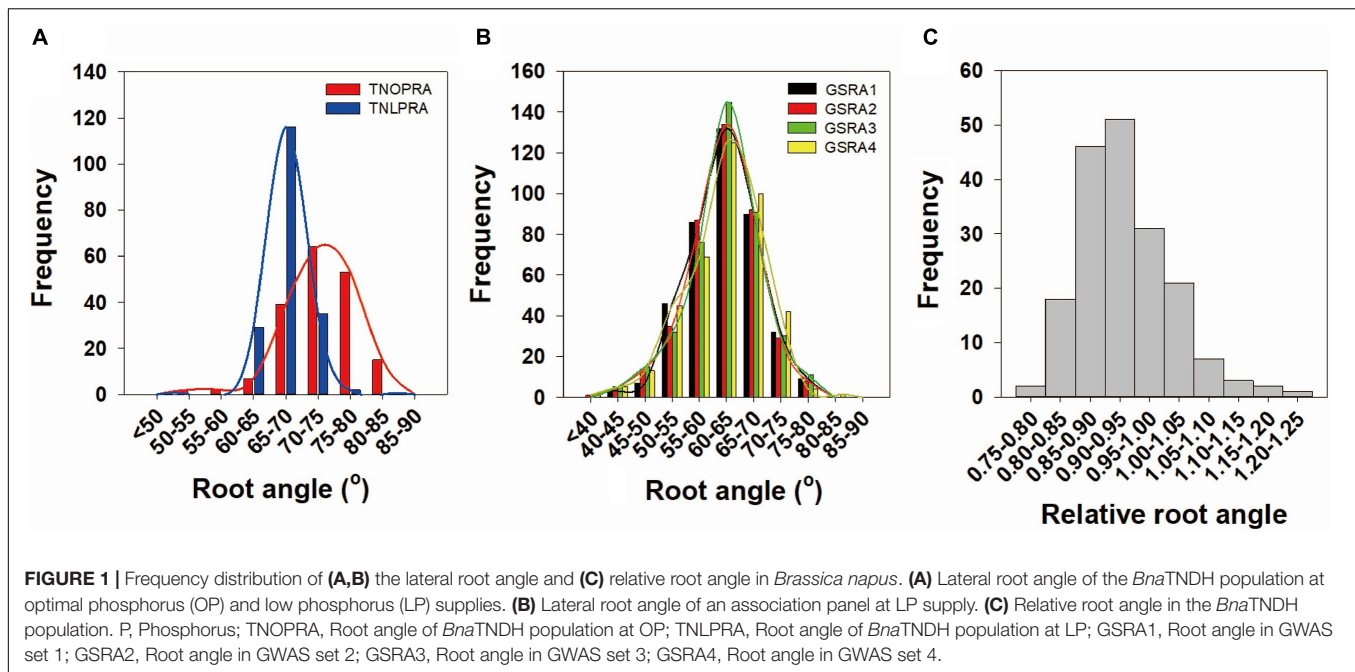 A
140
120
100
80
60
40
20
0
Frequency
TNOPRA
TNLPRA
<50
50-55
55-60
60-65
65-70
70-75
75-80
80-85
85-90
Root angle (o)
B
160
140
120
100
80
60
40
20
0
Frequency
GSRA1
GSRA2
GSRA3
GSRA4
<40
40-45
45-50
50-55
55-60
60-65
65-70
70-75
75-80
80-85
85-90
Root angle (o)
C
60
50
40
30
20
10
0
Frequency
0.75-0.80
0.80-0.85
0.85-0.90
0.90-0.95
0.95-1.00
1.00-1.05
1.05-1.10
1.10-1.15
1.15-1.20
1.20-1.25
Relative root angle
FIGURE 1 | Frequency distribution of (A,B) the lateral root angle and (C) relative root angle in Brassica napus. (A) Lateral root angle of the BnaTNDH population at
optimal phosphorus (OP) and low phosphorus (LP) supplies. (B) Lateral root angle of an association panel at LP supply. (C) Relative root angle in the BnaTNDH
population. P, Phosphorus; TNOPRA, Root angle of BnaTNDH population at OP; TNLPRA, Root angle of BnaTNDH population at LP; GSRA1, Root angle in GWAS
set 1; GSRA2, Root angle in GWAS set 2; GSRA3, Root angle in GWAS set 3; GSRA4, Root angle in GWAS set 4.